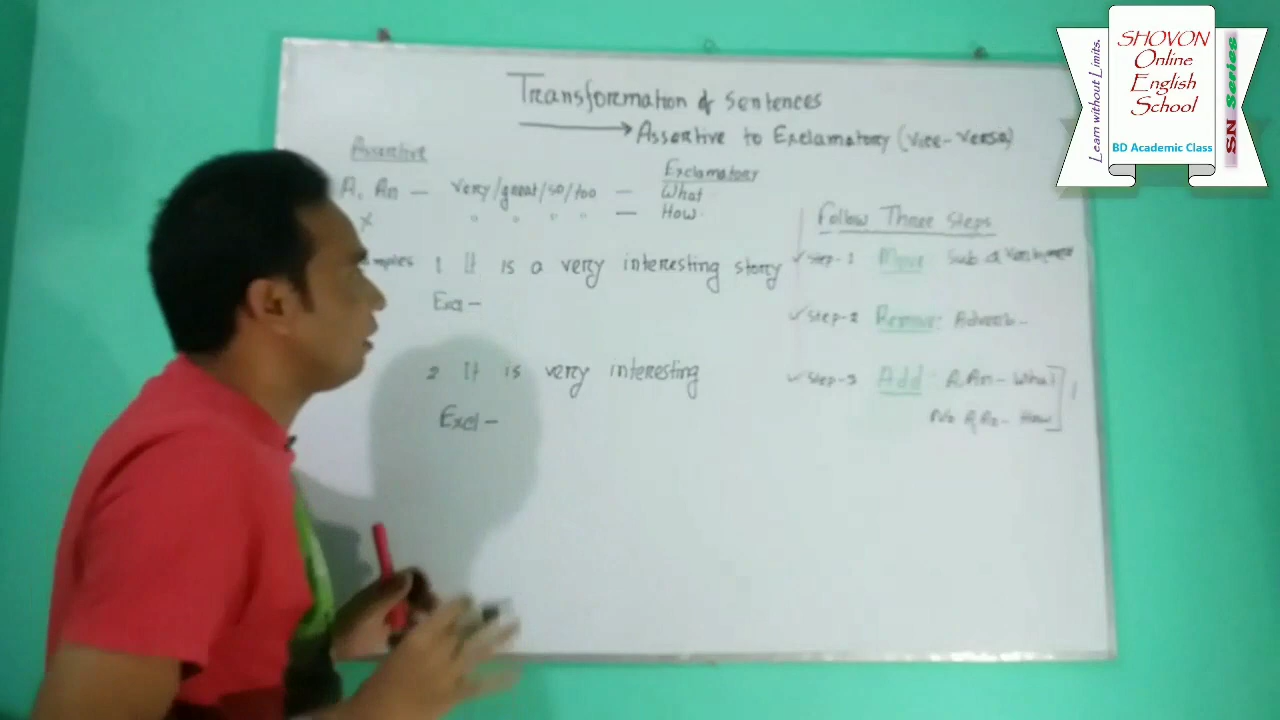 Transformation of Sentences
Assertive to Exclamatory (vice-versa)
Assertive
Exclamatory
A, An — very/great/so/too — What
x " " " " — How
Follow Three Steps
1 It is a very interesting story
Excl -
2 It is very interesting
Excl -
✓ Step-1 Move Sub
✓ Step-2 Remove Adverb -
✓ Step-3 Add: A, An - What
No A, An - How
Learn without Limits.
SHOVON
Online
English
School
BD Academic Class
SN Series